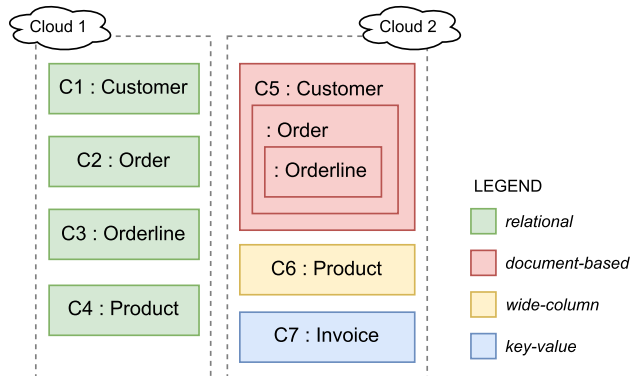 Cloud 1
Cloud 2
C1 : Customer
C2 : Order
C3 : Orderline
C4 : Product
C5 : Customer
: Order
: Orderline
C6 : Product
C7 : Invoice
LEGEND
relational
document-based
wide-column
key-value